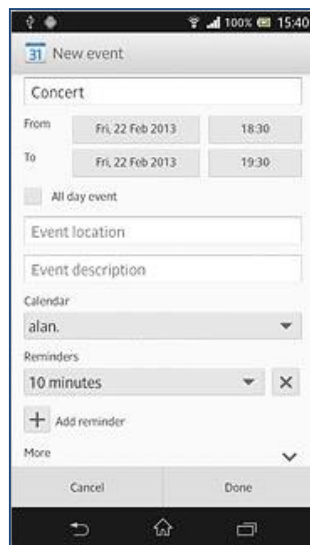 100% 15:40
31 New event
Concert
From Fri, 22 Feb 2013 18:30
To Fri, 22 Feb 2013 19:30
All day event
Event location
Event description
Calendar
alan.
Reminders
10 minutes
Add reminder
More
Cancel Done